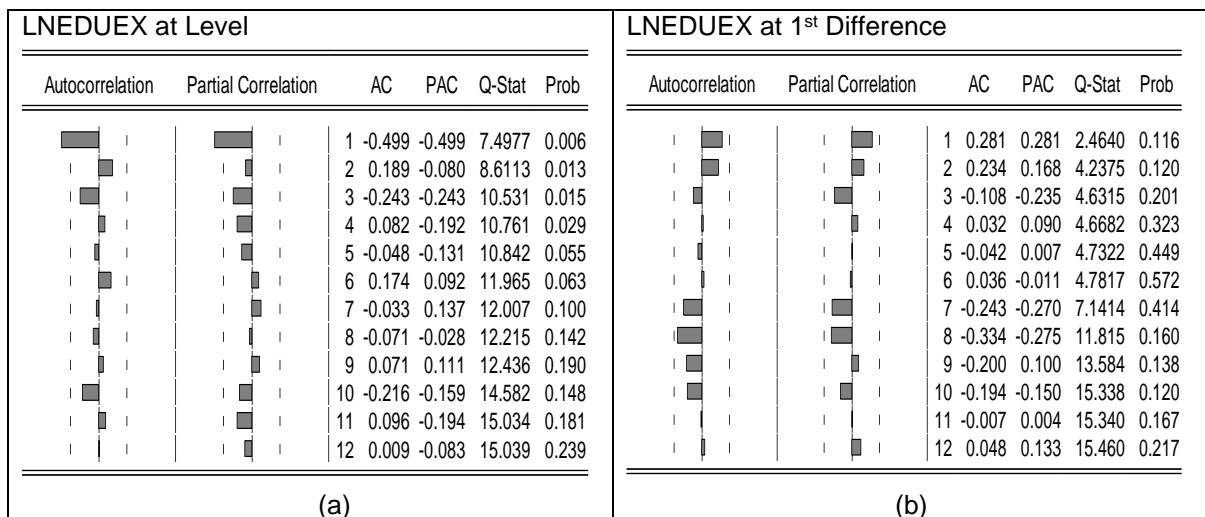 LNEDUEX at Level
Autocorrelation Partial Correlation AC PAC Q-Stat Prob
1 -0.499 -0.499 7.4977 0.006
2 0.189 -0.080 8.6113 0.013
3 -0.243 -0.243 10.531 0.015
4 0.082 -0.192 10.761 0.029
5 -0.048 -0.131 10.842 0.055
6 0.174 0.092 11.965 0.063
7 -0.033 0.137 12.007 0.100
8 -0.071 -0.028 12.215 0.142
9 0.071 0.111 12.436 0.190
10 -0.216 -0.159 14.582 0.148
11 0.096 -0.194 15.034 0.181
12 0.009 -0.083 15.039 0.239
(a)
LNEDUEX at 1st Difference
Autocorrelation Partial Correlation AC PAC Q-Stat Prob
1 0.281 0.281 2.4640 0.116
2 0.234 0.168 4.2375 0.120
3 -0.108 -0.235 4.6315 0.201
4 0.032 0.090 4.6682 0.323
5 -0.042 0.007 4.7322 0.449
6 0.036 -0.011 4.7817 0.572
7 -0.243 -0.270 7.1414 0.414
8 -0.334 -0.275 11.815 0.160
9 -0.200 0.100 13.584 0.138
10 -0.194 -0.150 15.338 0.120
11 -0.007 0.004 15.340 0.167
12 0.048 0.133 15.460 0.217
(b)